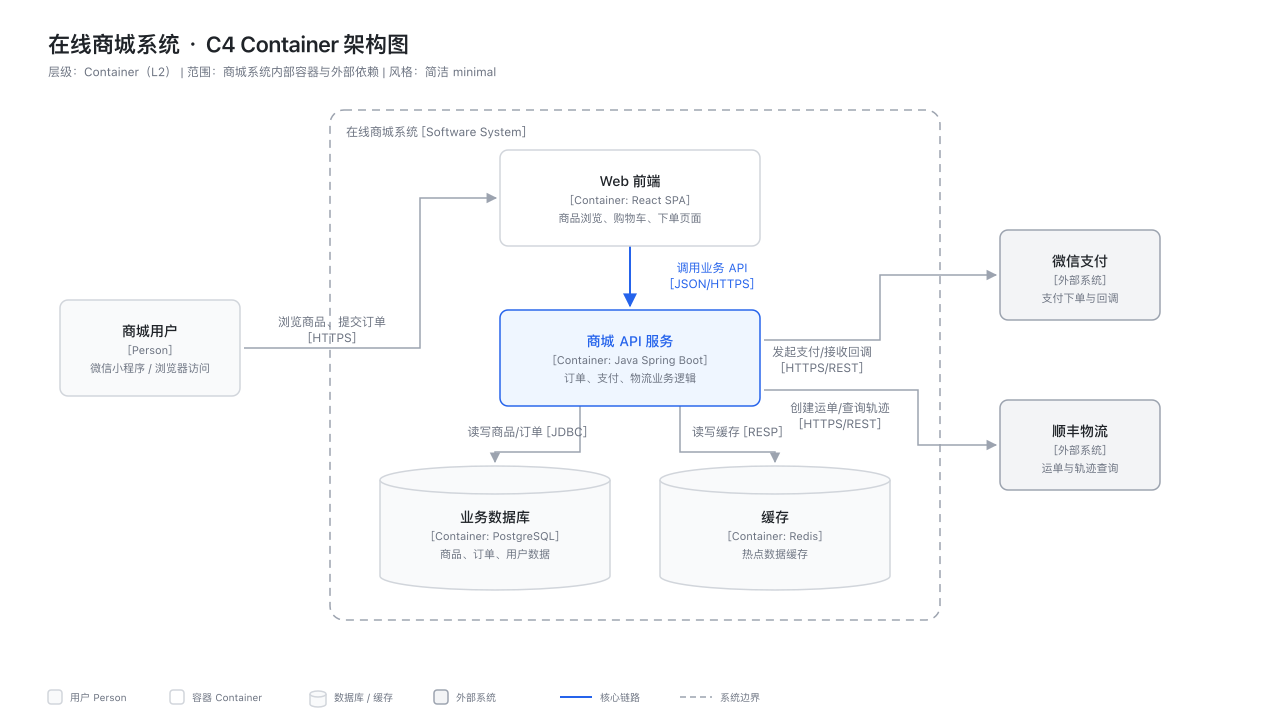 在线商城系统 · C4 Container 架构图
层级：Container（L2） | 范围：商城系统内部容器与外部依赖 | 风格：简洁 minimal
在线商城系统 [Software System]
Web 前端
[Container: React SPA]
商品浏览、购物车、下单页面
调用业务 API
[JSON/HTTPS]
微信支付
[外部系统]
支付下单与回调
商城用户
[Person]
微信小程序 / 浏览器访问
浏览商品、提交订单
[HTTPS]
商城 API 服务
[Container: Java Spring Boot]
订单、支付、物流业务逻辑
发起支付/接收回调
[HTTPS/REST]
创建运单/查询轨迹
[HTTPS/REST]
顺丰物流
[外部系统]
运单与轨迹查询
读写商品/订单 [JDBC]
读写缓存 [RESP]
业务数据库
[Container: PostgreSQL]
商品、订单、用户数据
缓存
[Container: Redis]
热点数据缓存
用户 Person
容器 Container
数据库 / 缓存
外部系统
核心链路
系统边界